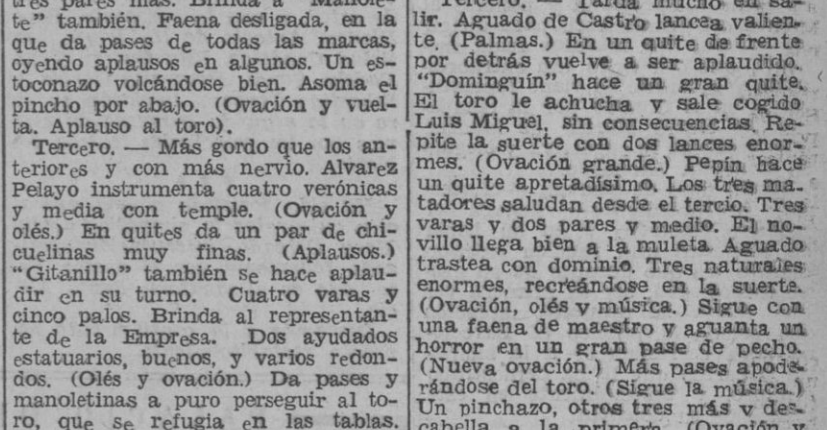 tres pares más. Brinda a "Manole-
te" también. Faena desligada, en la
que da pases de todas las marcas,
oyendo aplausos en algunos. Un es-
toconazo volcándose bien. Asoma el
pincho por abajo. (Ovación y vuel-
ta. Aplauso al toro).
Tercero. — Más gordo que los an-
teriores y con más nervio. Alvarez
Pelayo instrumenta cuatro verónicas
y media con temple. (Ovación y
olés.) En quites da un par de chi-
cuelinas muy finas. (Aplausos.)
"Gitanillo" también se hace aplau-
dir en su turno. Cuatro varas y
cinco palos. Brinda al representan-
te de la Empresa. Dos ayudados
estatuarios, buenos, y varios redon-
dos. (Olés y ovación.) Da pases y
manoletinas a puro perseguir al to-
ro, que se refugia en las tablas.
Tercero. — Tarda mucho en sa-
lir. Aguado de Castro lancea valien-
te. (Palmas.) En un quite de frente
por detrás vuelve a ser aplaudido.
"Dominguín" hace un gran quite.
El toro le achucha y sale cogido
Luis Miguel, sin consecuencias. Re-
pite la suerte con dos lances enor-
mes. (Ovación grande.) Pepín hace
un quite apretadísimo. Los tres ma-
tadores saludan desde el tercio. Tres
varas y dos pares y medio. El no-
villo llega bien a la muleta. Aguado
trastea con dominio. Tres naturales
enormes, recreándose en la suerte.
(Ovación, olés y música.) Sigue con
una faena de maestro y aguanta un
horror en un gran pase de pecho.
(Nueva ovación.) Más pases apode-
rándose del toro. (Sigue la música.)
Un pinchazo, otros tres más y des-
cabella a la primera. (Ovación y